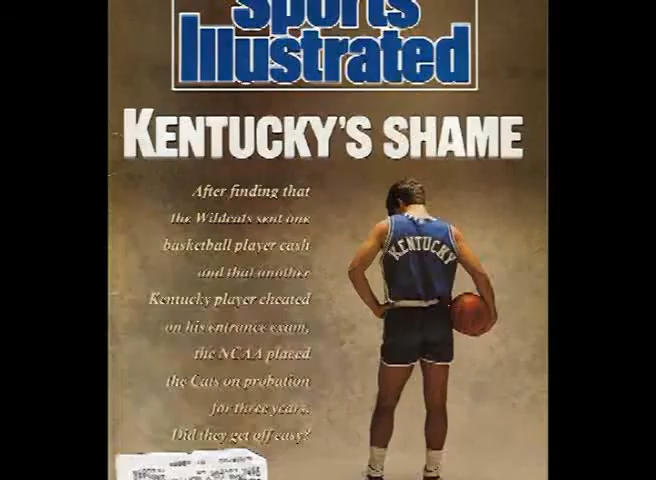 Sports
Illustrated
KENTUCKY'S SHAME
After finding that
the Wildcats sent one
basketball player cash
and that another
Kentucky player cheated
on his entrance exam,
the NCAA placed
the Cats on probation
for three years.
Did they get off easy?
KENTUCKY